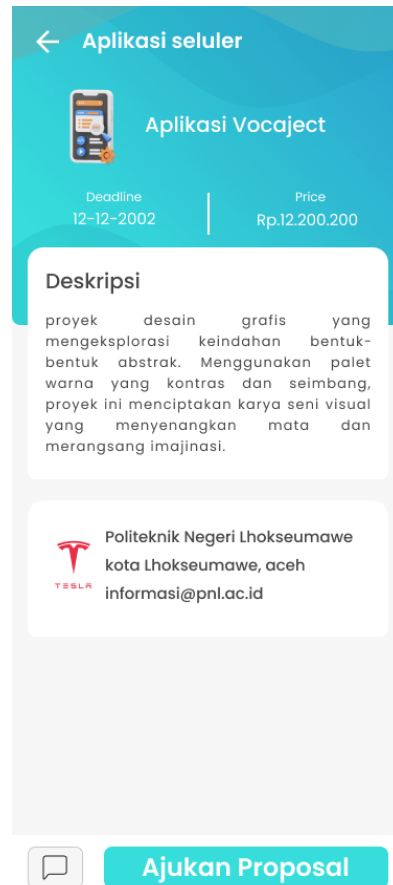 Aplikasi seluler
Aplikasi Vocaject
Deadline
12-12-2002
Price
Rp.12.200.200
Deskripsi
proyek desain grafis yang
mengeksplorasi keindahan bentuk-
bentuk abstrak. Menggunakan palet
warna yang kontras dan seimbang,
proyek ini menciptakan karya seni visual
yang menyenangkan mata dan
merangsang imajinasi.
Politeknik Negeri Lhokseumawe
kota Lhokseumawe, aceh
TESLA
informasi@pnl.ac.id
Ajukan Proposal